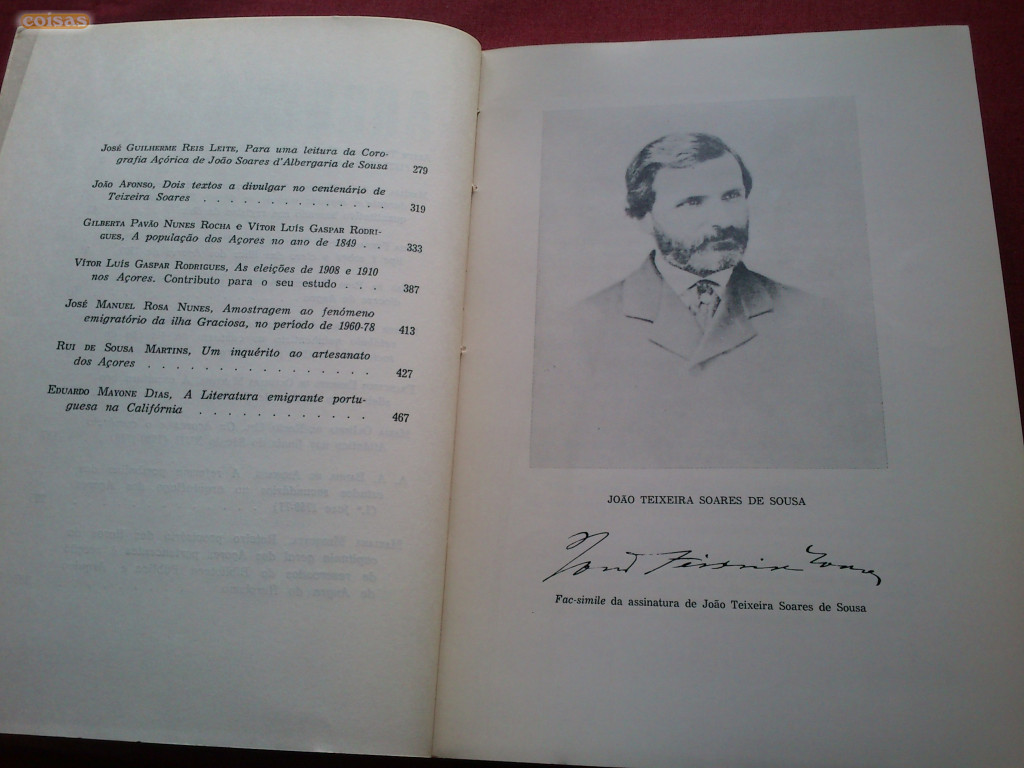 coisas
JOSÉ GUILHERME REIS LEITE, Para uma leitura da Coro-
grafia Açórica de João Soares d'Albergaria de Sousa 279
JOÃO AFONSO, Dois textos a divulgar no centenário de
Teixeira Soares . . . . . . . . . . . . . . 319
GILBERTA PAVÃO NUNES ROCHA e VÍTOR LUÍS GASPAR RODRI-
GUES, A população dos Açores no ano de 1849 . . 333
VÍTOR LUÍS GASPAR RODRIGUES, As eleições de 1908 e 1910
nos Açores. Contributo para o seu estudo . . . 387
JOSÉ MANUEL ROSA NUNES, Amostragem ao fenómeno
emigratório da ilha Graciosa, no período de 1960-78 413
RUI DE SOUSA MARTINS, Um inquérito ao artesanato
dos Açores . . . . . . . . . . . . . . . . . 427
EDUARDO MAYONE DIAS, A Literatura emigrante portu-
guesa na Califórnia . . . . . . . . . . . . . 467
JOÃO TEIXEIRA SOARES DE SOUSA
Fac-simile da assinatura de João Teixeira Soares de Sousa